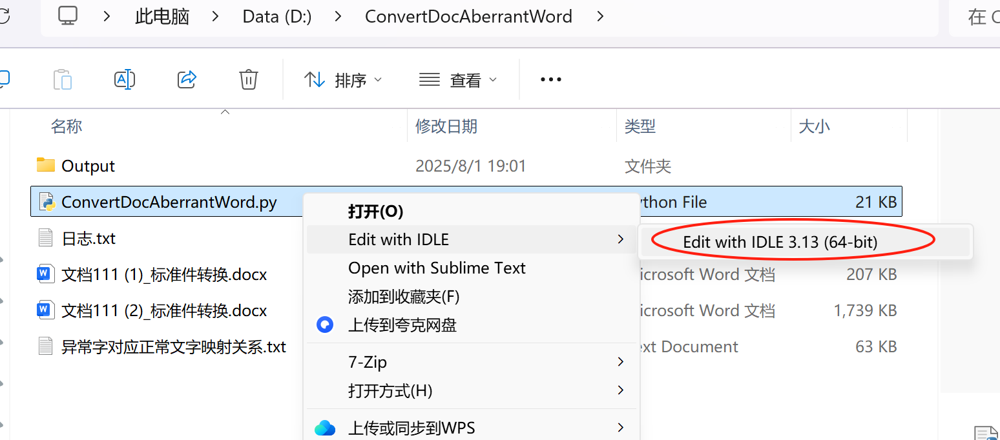 此电脑 Data (D:) ConvertDocAberrantWord 在 C
排序 查看
名称 修改日期 类型 大小
Output 2025/8/1 19:01 文件夹
ConvertDocAberrantWord.py ython File 21 KB
日志.txt
文档111 (1)_标准件转换.docx icrosoft Word 文档 207 KB
文档111 (2)_标准件转换.docx icrosoft Word 文档 1,739 KB
异常字对应正常文字映射关系.txt ext Document 63 KB
打开(O)
Edit with IDLE
Edit with IDLE 3.13 (64-bit)
Open with Sublime Text
添加到收藏夹(F)
上传到夸克网盘
7-Zip
打开方式(H)
上传或同步到WPS